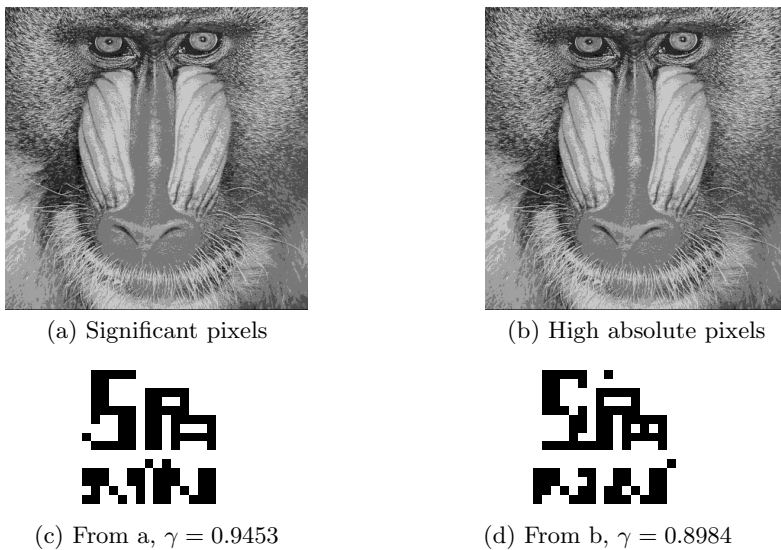 (a) Significant pixels
(b) High absolute pixels
(c) From a, γ = 0.9453
(d) From b, γ = 0.8984